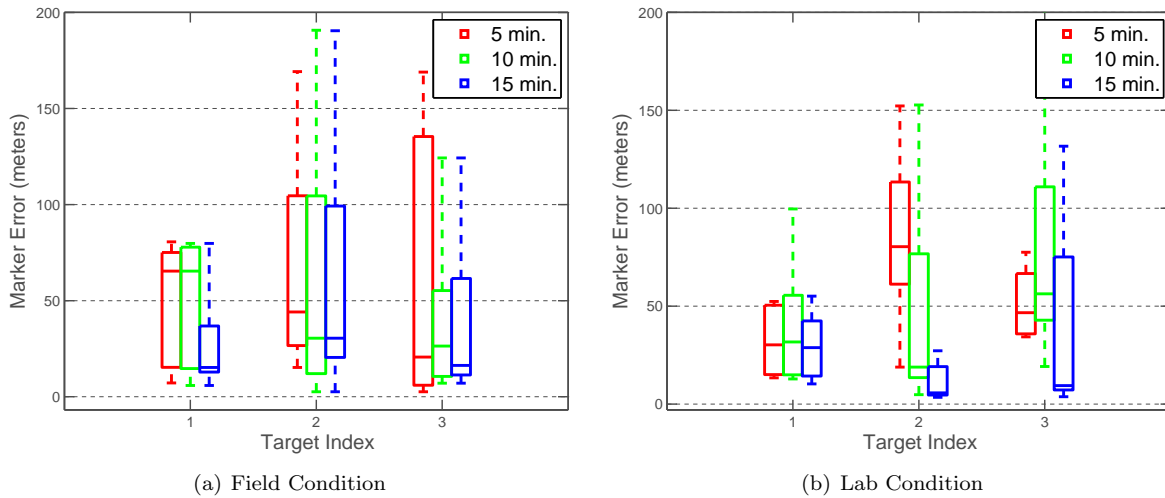 200
150
100
50
0
Marker Error (meters)
5 min.
10 min.
15 min.
1 2 3
Target Index
(a) Field Condition
200
150
100
50
0
Marker Error (meters)
5 min.
10 min.
15 min.
1 2 3
Target Index
(b) Lab Condition